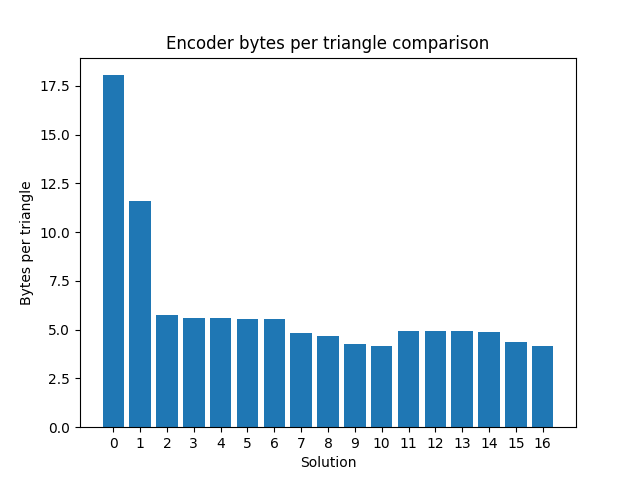 Encoder bytes per triangle comparison
17.5
15.0
12.5
10.0
7.5
5.0
2.5
0.0
Bytes per triangle
0 1 2 3 4 5 6 7 8 9 10 11 12 13 14 15 16
Solution